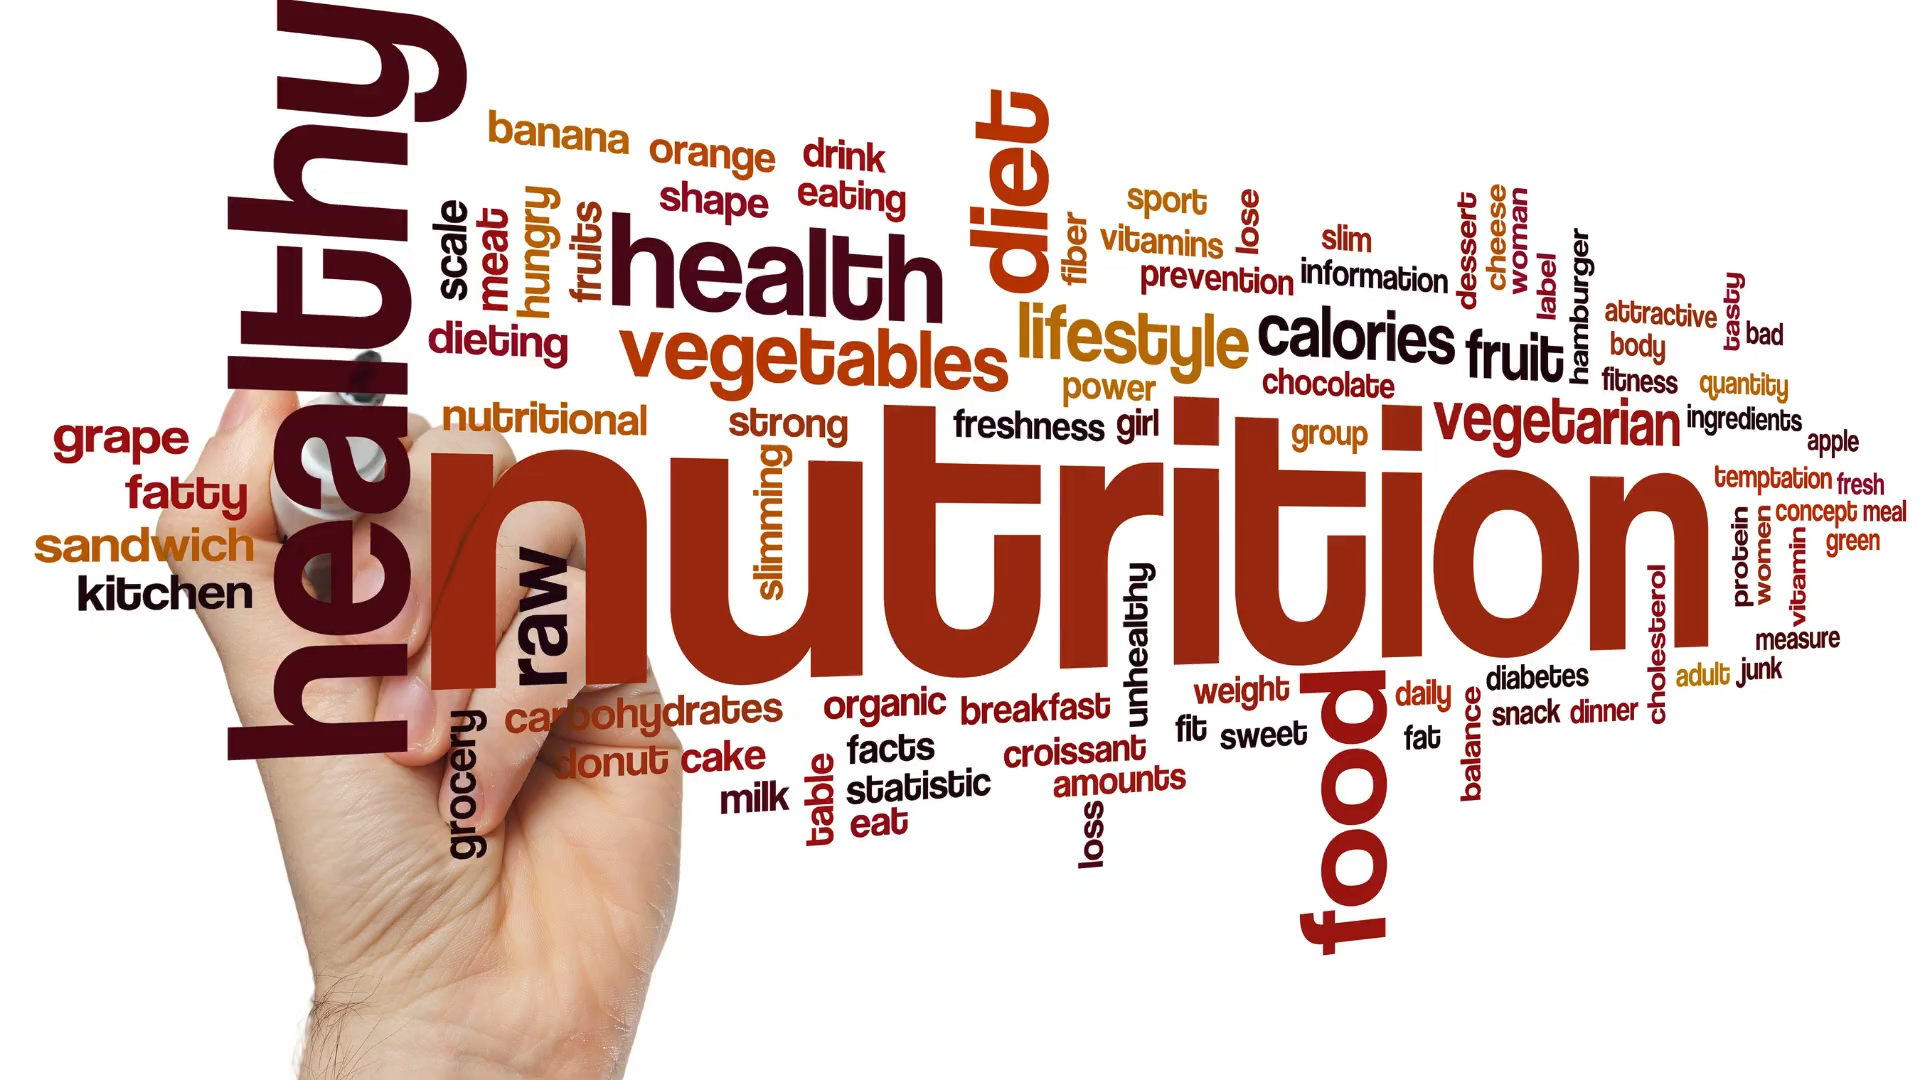 healthy
banana
orange
drink
shape
eating
scale
meat
hungry
fruits
health
dieting
vegetables
diet
fiber
sport
vitamins
lose
prevention
slim
information
dessert
cheese
woman
label
hamburger
lifestyle
calories
fruit
attractive
tasty
bad
body
fitness
quantity
power
chocolate
grape
fatty
sandwich
kitchen
nutritional
strong
freshness
girl
group
vegetarian
ingredients
apple
nutrition
slimming
raw
unhealthy
temptation
fresh
concept
meal
green
protein
women
vitamin
cholesterol
measure
grocery
carbohydrates
organic
breakfast
weight
food
daily
diabetes
adult
junk
donut
cake
facts
croissant
fit
sweet
fat
balance
snack
dinner
milk
table
statistic
amounts
eat
loss